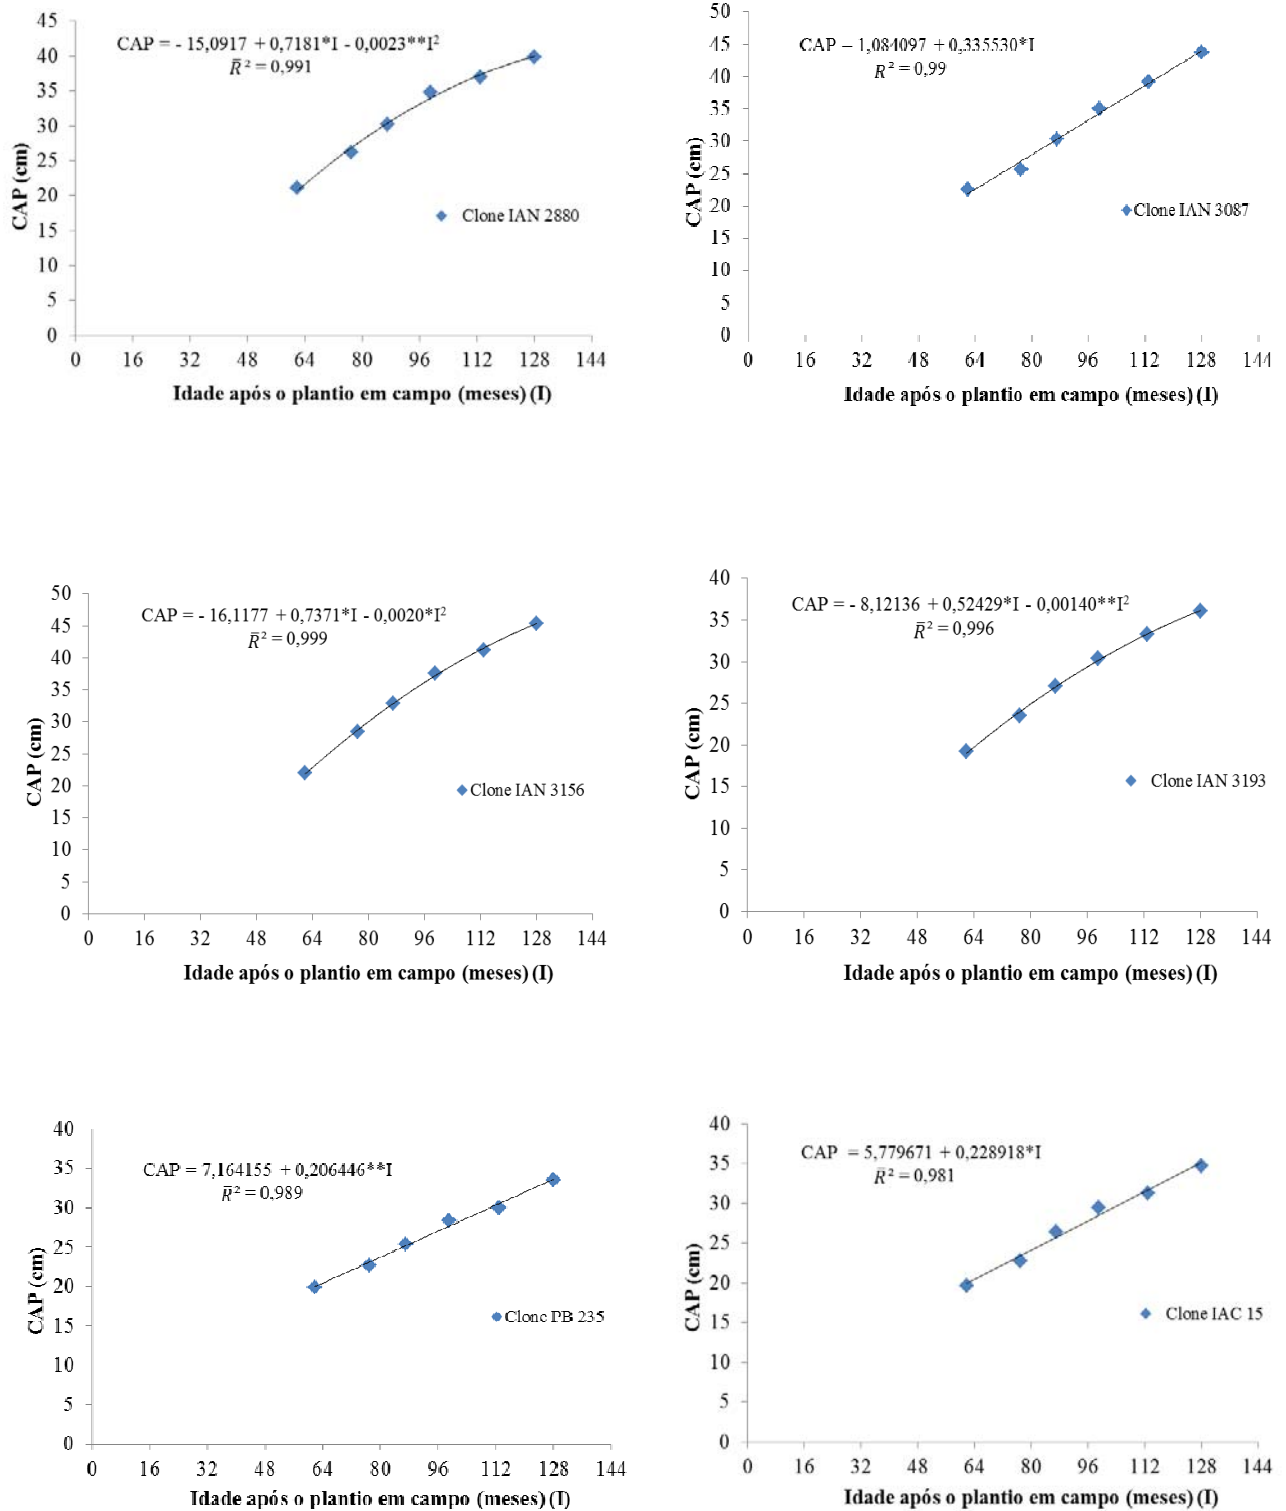 CAP = - 15,0917 + 0,7181*I - 0,0023**I²
R̄² = 0,991
45
40
35
30
25
20
15
10
5
0
CAP (cm)
Clone IAN 2880
0 16 32 48 64 80 96 112 128 144
Idade após o plantio em campo (meses) (I)
CAP – 1,084097 + 0,335530*I
R² = 0,99
50
45
40
35
30
25
20
15
10
5
0
CAP (cm)
Clone IAN 3087
0 16 32 48 64 80 96 112 128 144
Idade após o plantio em campo (meses) (I)
CAP = - 16,1177 + 0,7371*I - 0,0020*I²
R̄² = 0,999
50
45
40
35
30
25
20
15
10
5
0
CAP (cm)
Clone IAN 3156
0 16 32 48 64 80 96 112 128 144
Idade após o plantio em campo (meses) (I)
CAP = - 8,12136 + 0,52429*I - 0,00140**I²
R̄² = 0,996
40
35
30
25
20
15
10
5
0
CAP (cm)
Clone IAN 3193
0 16 32 48 64 80 96 112 128 144
Idade após o plantio em campo (meses) (I)
CAP = 7,164155 + 0,206446**I
R̄² = 0,989
40
35
30
25
20
15
10
5
0
CAP (cm)
Clone PB 235
0 16 32 48 64 80 96 112 128 144
Idade após o plantio em campo (meses) (I)
CAP = 5,779671 + 0,228918*I
R̄² = 0,981
40
35
30
25
20
15
10
5
0
CAP (cm)
Clone IAC 15
0 16 32 48 64 80 96 112 128 144
Idade após o plantio em campo (meses) (I)